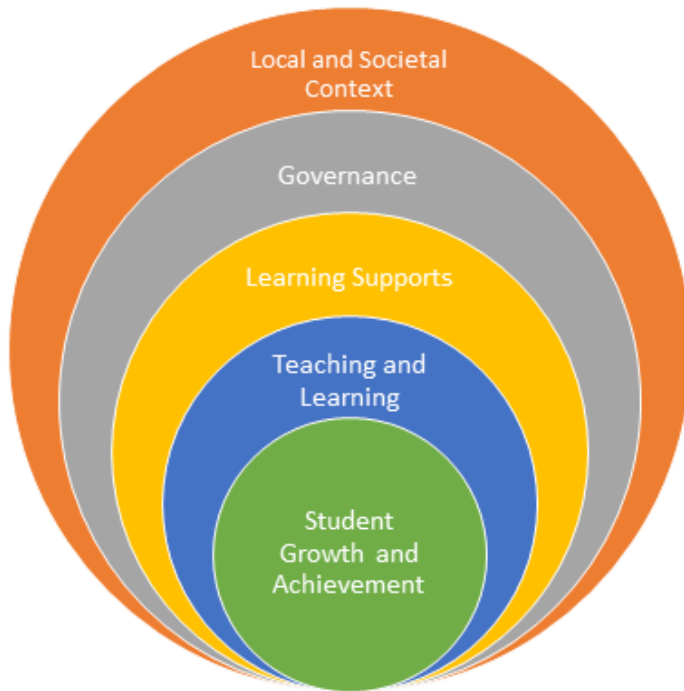 Local and Societal
Context
Governance
Learning Supports
Teaching and
Learning
Student
Growth and
Achievement